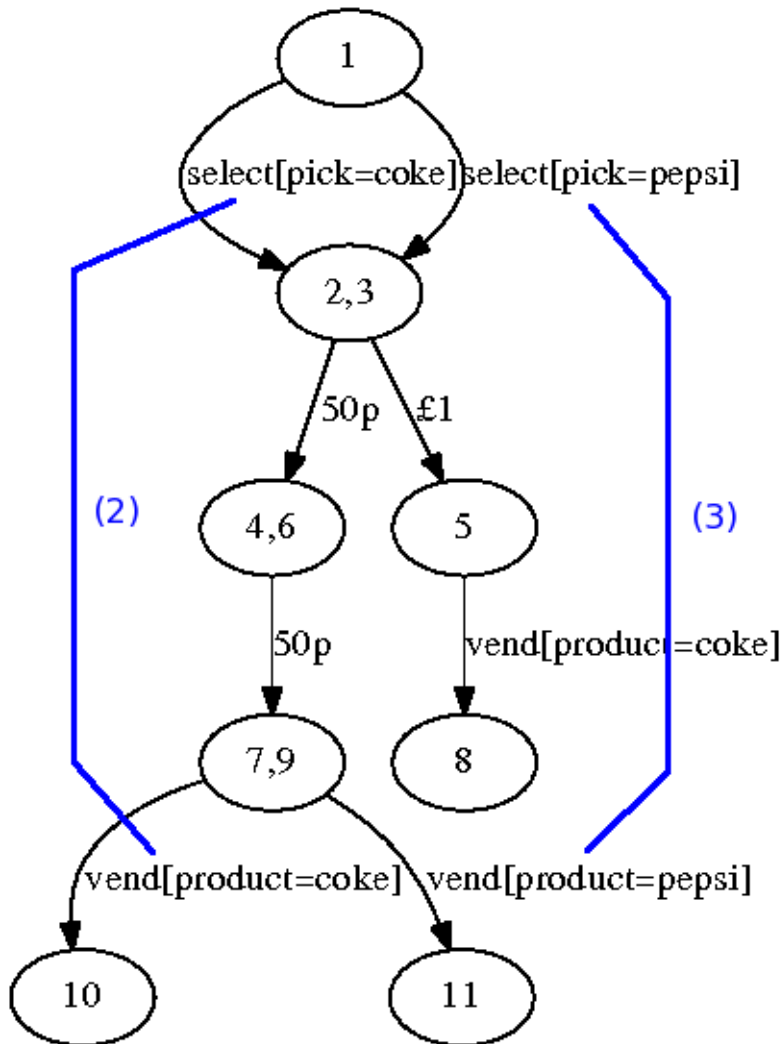 1
select[pick=coke] select[pick=pepsi]
2,3
50p £1
(2) 4,6 5 (3)
50p vend[product=coke]
7,9 8
vend[product=coke] vend[product=pepsi]
10 11